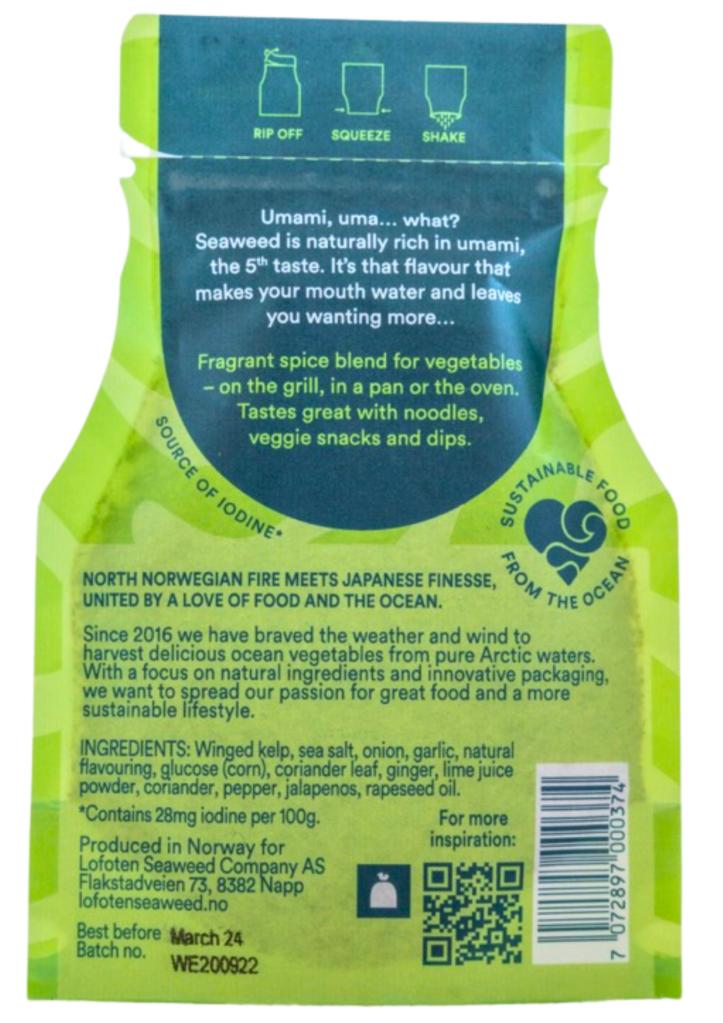 RIP OFF SQUEEZE SHAKE
Umami, uma... what?
Seaweed is naturally rich in umami,
the 5th taste. It's that flavour that
makes your mouth water and leaves
you wanting more...
Fragrant spice blend for vegetables
– on the grill, in a pan or the oven.
Tastes great with noodles,
veggie snacks and dips.
SOURCE OF IODINE*
SUSTAINABLE FOOD
FROM THE OCEAN
NORTH NORWEGIAN FIRE MEETS JAPANESE FINESSE,
UNITED BY A LOVE OF FOOD AND THE OCEAN.
Since 2016 we have braved the weather and wind to
harvest delicious ocean vegetables from pure Arctic waters.
With a focus on natural ingredients and innovative packaging,
we want to spread our passion for great food and a more
sustainable lifestyle.
INGREDIENTS: Winged kelp, sea salt, onion, garlic, natural
flavouring, glucose (corn), coriander leaf, ginger, lime juice
powder, coriander, pepper, jalapenos, rapeseed oil.
*Contains 28mg iodine per 100g.
For more
inspiration:
Produced in Norway for
Lofoten Seaweed Company AS
Flakstadveien 73, 8382 Napp
lofotenseaweed.no
Best before March 24
Batch no. WE200922
7 072897 000374